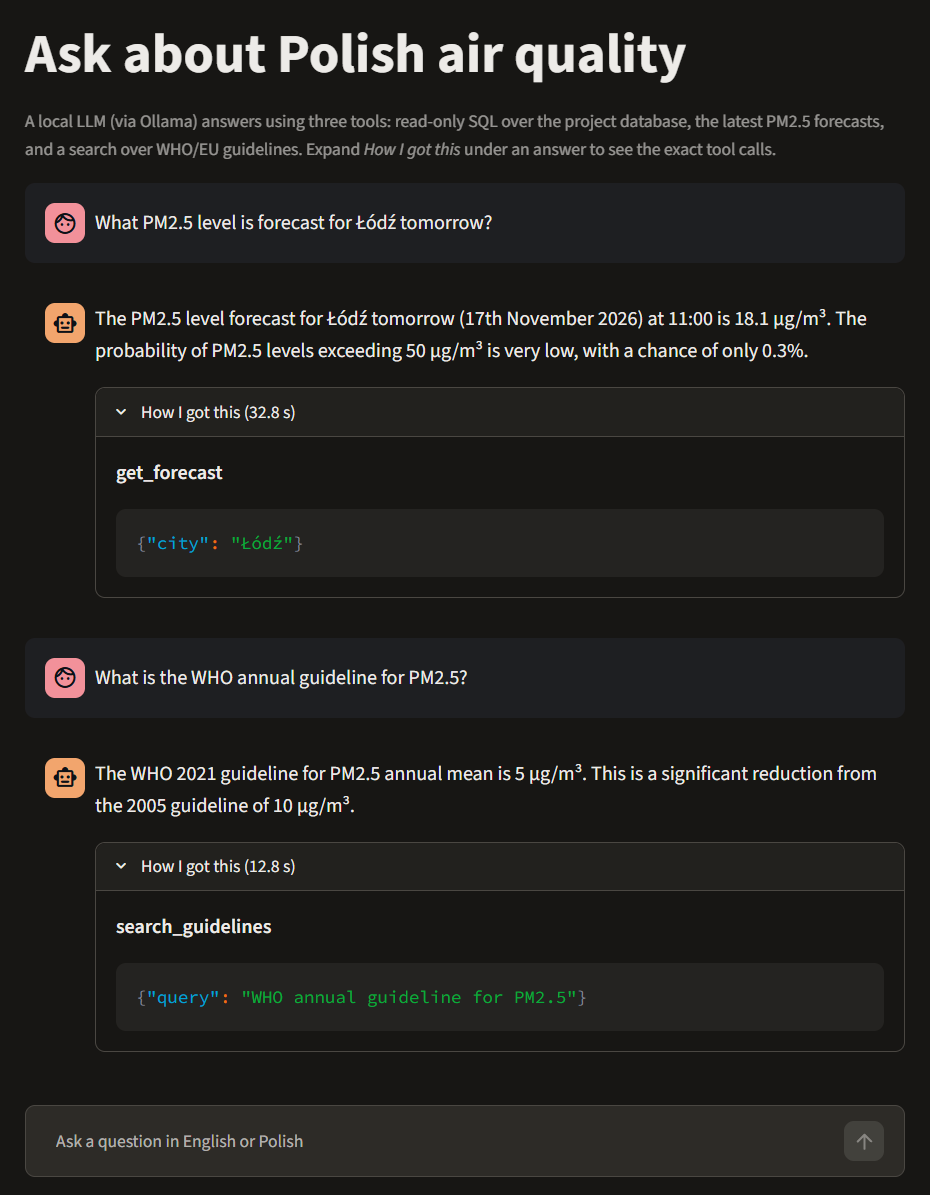 Ask about Polish air quality
A local LLM (via Ollama) answers using three tools: read-only SQL over the project database, the latest PM2.5 forecasts,
and a search over WHO/EU guidelines. Expand How I got this under an answer to see the exact tool calls.
What PM2.5 level is forecast for Łódź tomorrow?
The PM2.5 level forecast for Łódź tomorrow (17th November 2026) at 11:00 is 18.1 µg/m³. The
probability of PM2.5 levels exceeding 50 µg/m³ is very low, with a chance of only 0.3%.
How I got this (32.8 s)
get_forecast
{"city": "Łódź"}
What is the WHO annual guideline for PM2.5?
The WHO 2021 guideline for PM2.5 annual mean is 5 µg/m³. This is a significant reduction from
the 2005 guideline of 10 µg/m³.
How I got this (12.8 s)
search_guidelines
{"query": "WHO annual guideline for PM2.5"}
Ask a question in English or Polish